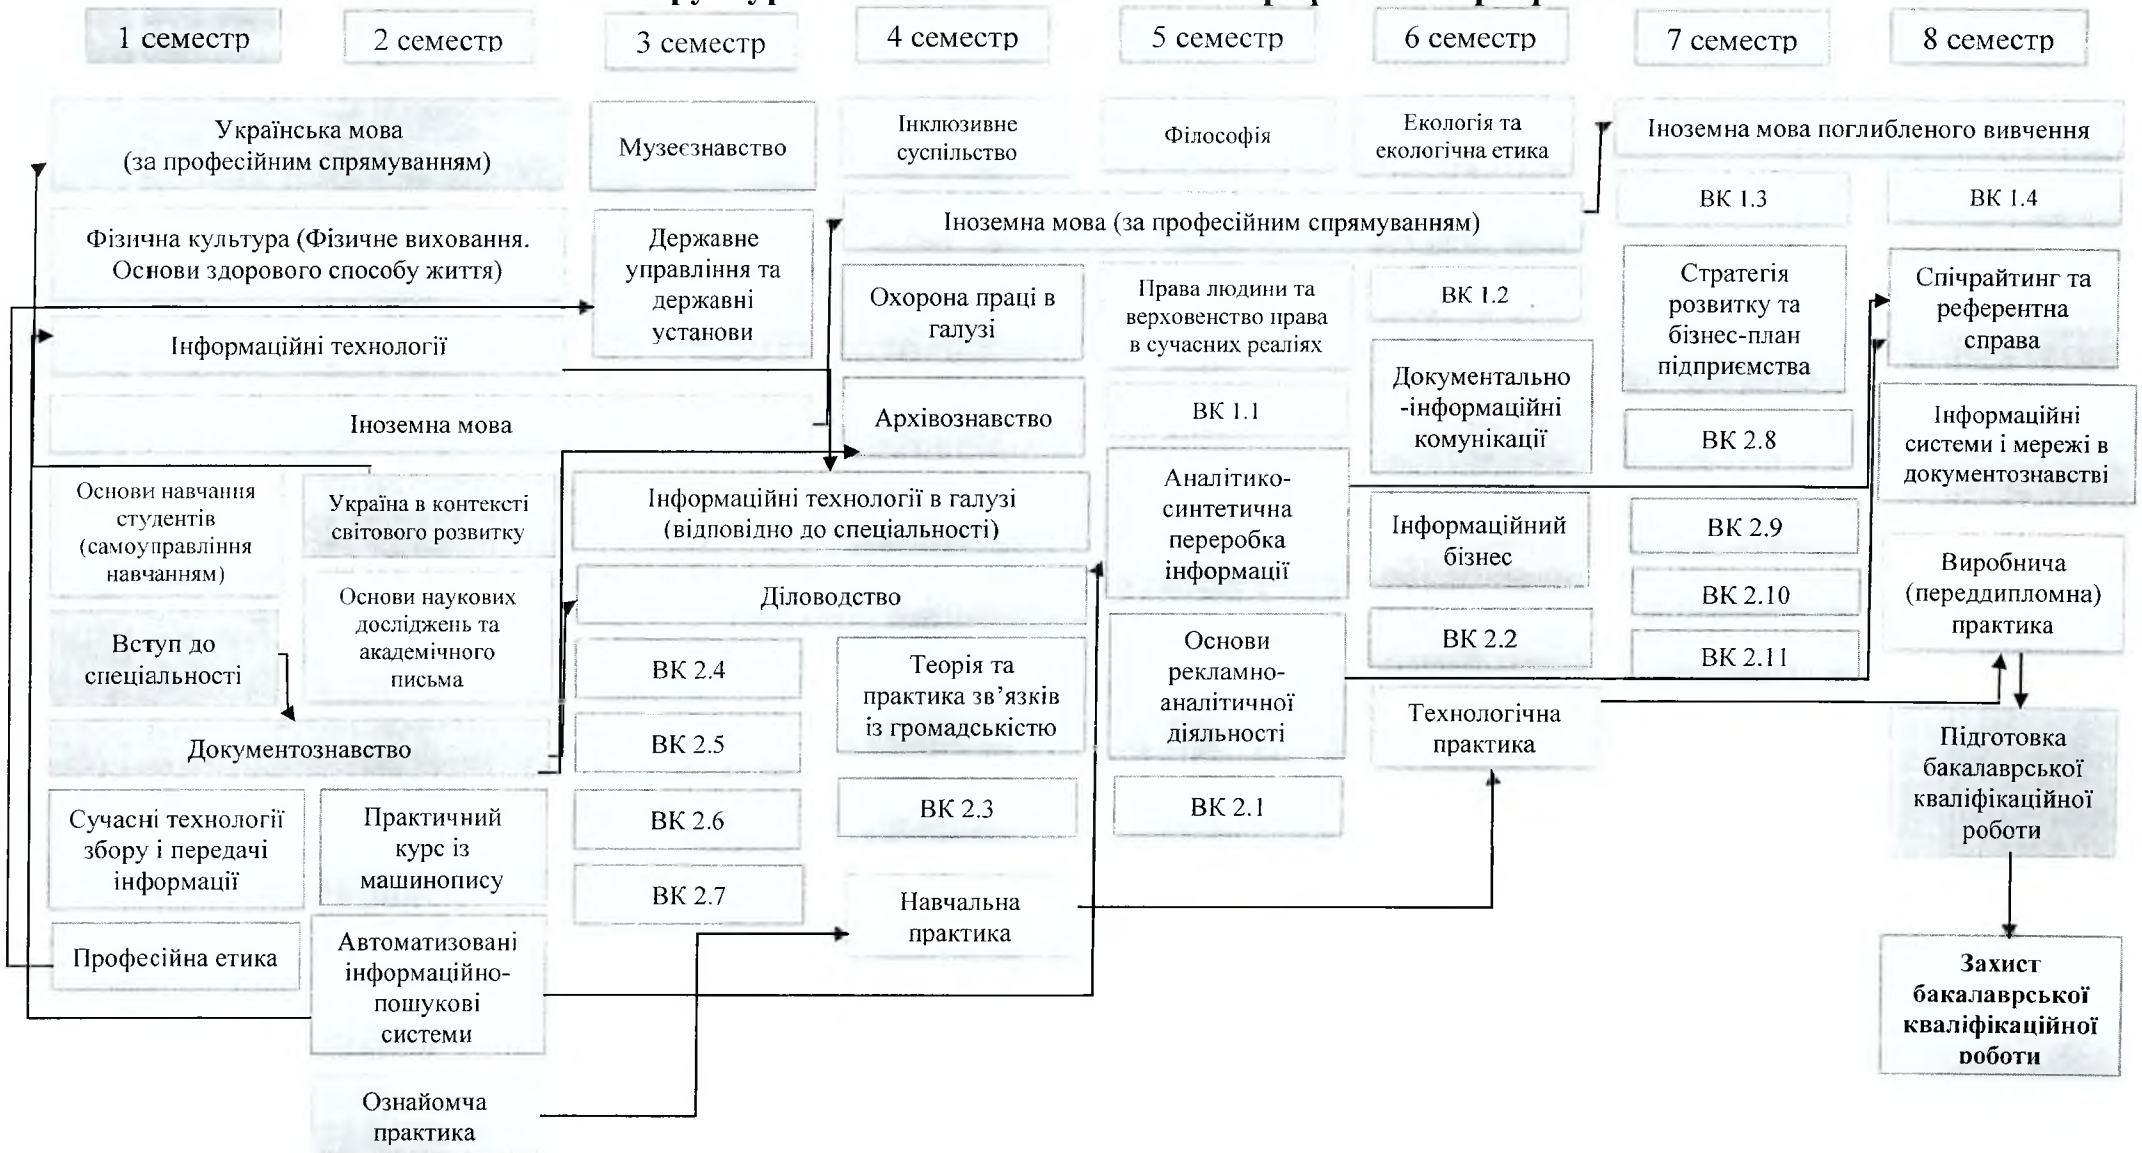 1 семестр
2 семестр
3 семестр
4 семестр
5 семестр
6 семестр
7 семестр
8 семестр
Українська мова
(за професійним спрямуванням)
Фізична культура (Фізичне виховання.
Основи здорового способу життя)
Інформаційні технології
Іноземна мова
Основи навчання
студентів
(самоуправління
навчанням)
Україна в контексті
світового розвитку
Вступ до
спеціальності
Основи наукових
досліджень та
академічного
письма
Документознавство
Сучасні технології
збору і передачі
інформації
Практичний
курс із
машинопису
Професійна етика
Автоматизовані
інформаційно-
пошукові
системи
Ознайомча
практика
Музеєзнавство
Державне
управління та
державні
установи
Інформаційні технології в галузі
(відповідно до спеціальності)
Діловодство
ВК 2.4
ВК 2.5
ВК 2.6
ВК 2.7
Інклюзивне
суспільство
Іноземна мова (за професійним спрямуванням)
Охорона праці в
галузі
Архівознавство
Теорія та
практика зв’язків
із громадськістю
ВК 2.3
Навчальна
практика
Філософія
Права людини та
верховенство права
в сучасних реаліях
ВК 1.1
Аналітико-
синтетична
переробка
інформації
Основи
рекламно-
аналітичної
діяльності
ВК 2.1
Екологія та
екологічна етика
ВК 1.2
Документально
-інформаційні
комунікації
Інформаційний
бізнес
ВК 2.2
Технологічна
практика
Іноземна мова поглибленого вивчення
ВК 1.3
Стратегія
розвитку та
бізнес-план
підприємства
ВК 2.8
ВК 2.9
ВК 2.10
ВК 2.11
ВК 1.4
Спічрайтинг та
референтна
справа
Інформаційні
системи і мережі в
документознавстві
Виробнича
(переддипломна)
практика
Підготовка
бакалаврської
кваліфікаційної
роботи
Захист
бакалаврської
кваліфікаційної
роботи